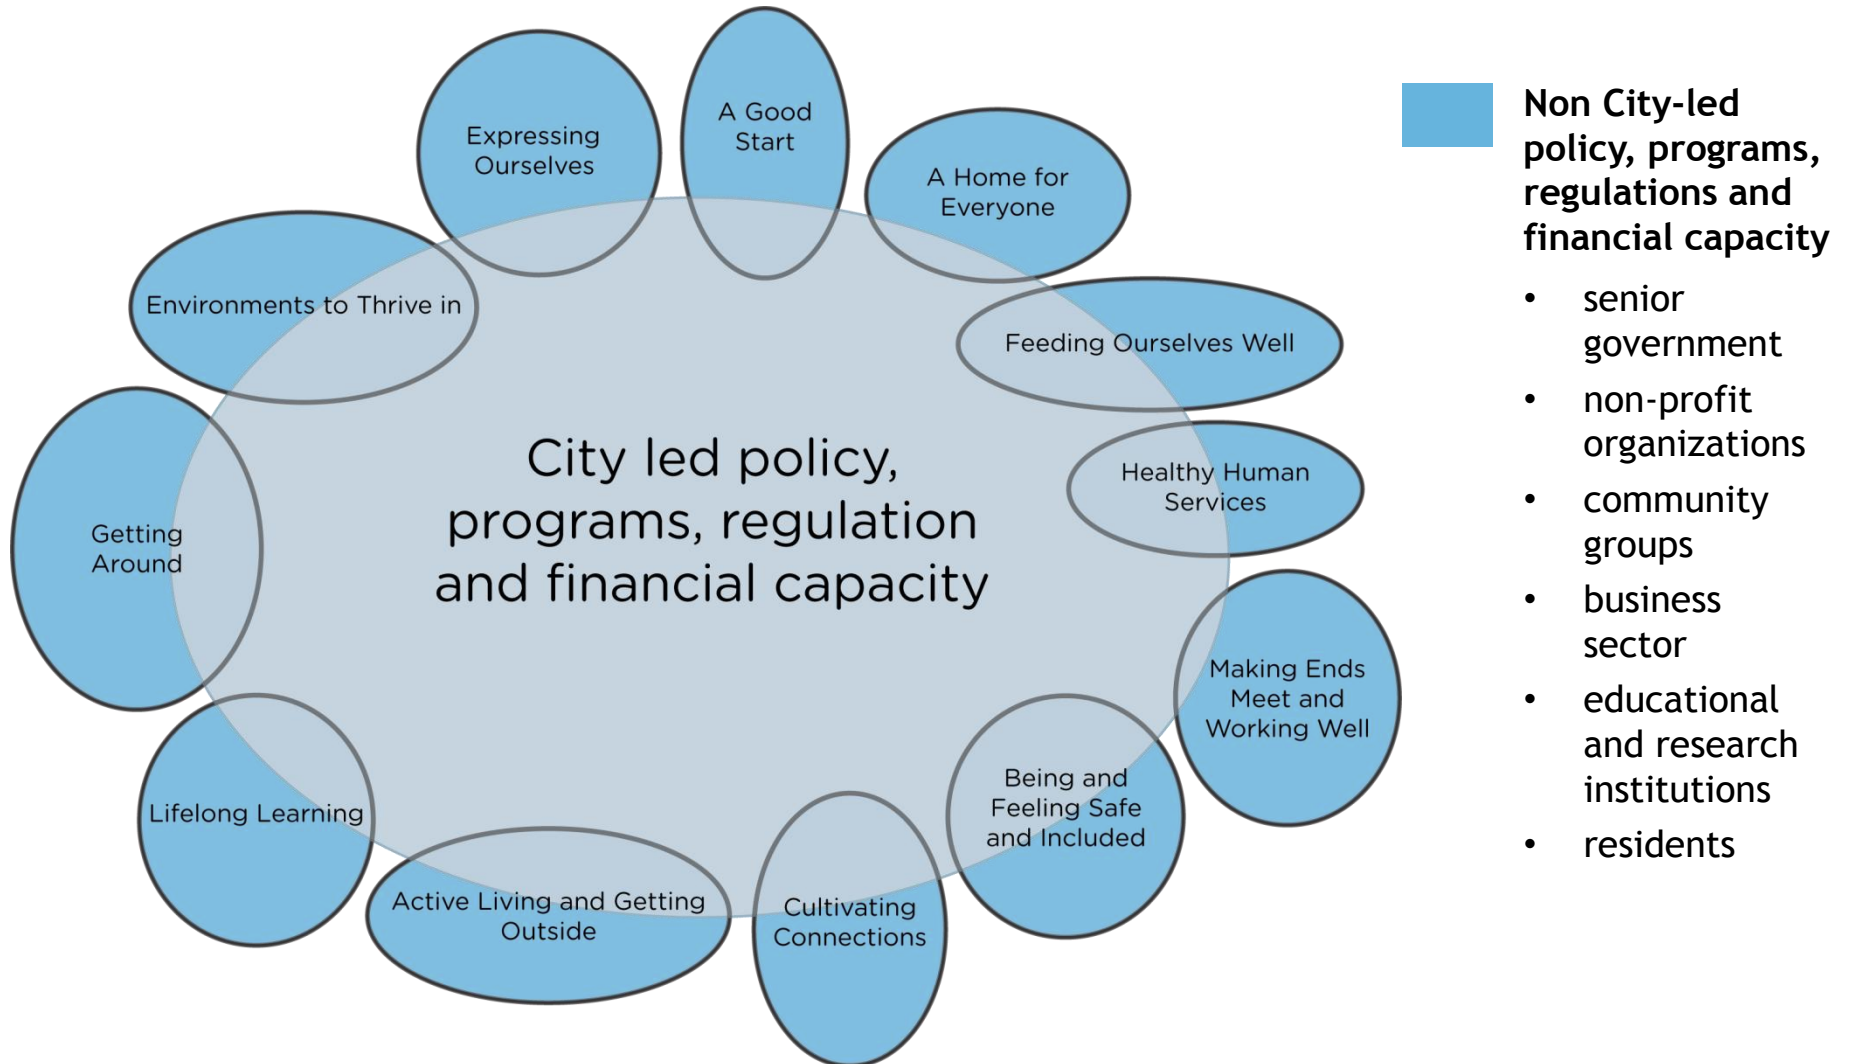 Expressing
Ourselves
A Good
Start
A Home for
Everyone
Environments to Thrive in
Feeding Ourselves Well
Healthy Human
Services
Getting
Around
City led policy,
programs, regulation
and financial capacity
Making Ends
Meet and
Working Well
Being and
Feeling Safe
and Included
Lifelong Learning
Active Living and Getting
Outside
Cultivating
Connections
Non City-led
policy, programs,
regulations and
financial capacity
• senior
government
• non-profit
organizations
• community
groups
• business
sector
• educational
and research
institutions
• residents